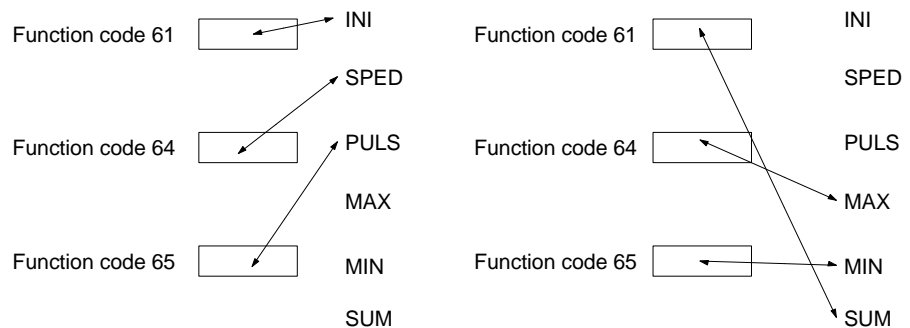 Function code 61
INI
SPED
Function code 64
PULS
MAX
Function code 65
MIN
SUM
Function code 61
INI
SPED
Function code 64
PULS
MAX
Function code 65
MIN
SUM